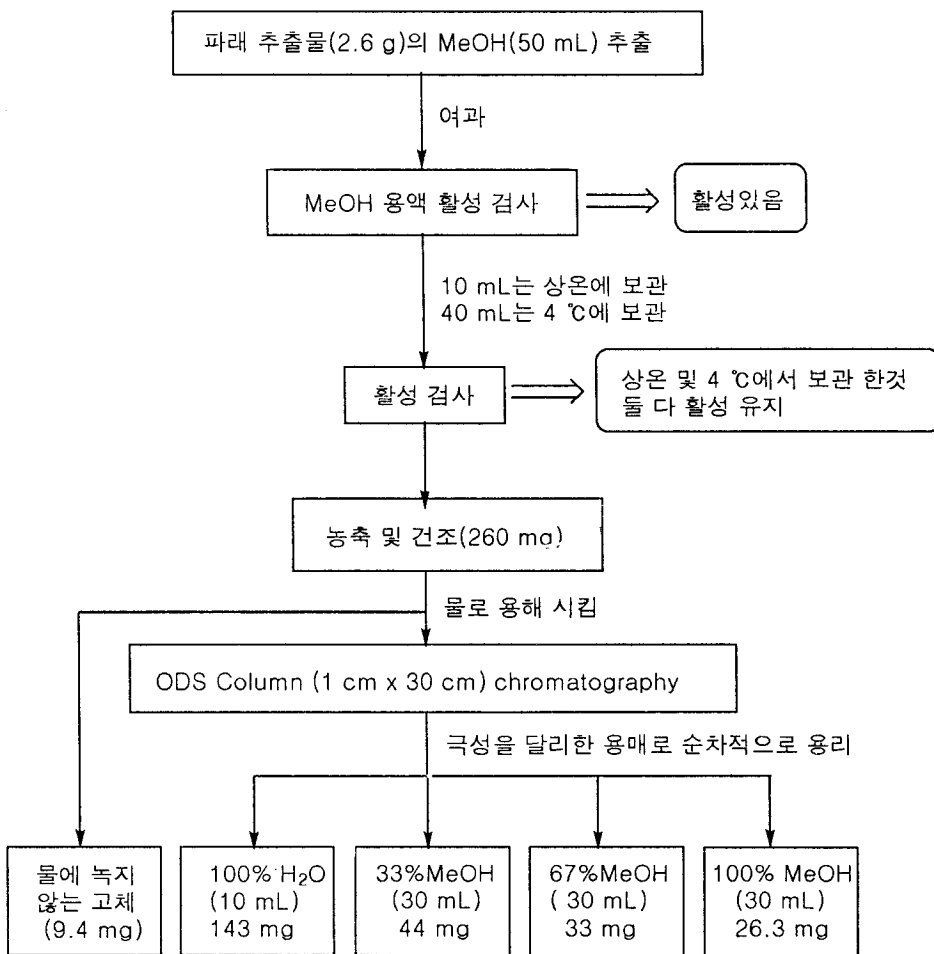 파래 추출물(2.6 g)의 MeOH(50 mL) 추출
여과
MeOH 용액 활성 검사
활성있음
10 mL는 상온에 보관
40 mL는 4 ℃에 보관
활성 검사
상온 및 4 ℃에서 보관 한것
둘 다 활성 유지
농축 및 건조(260 mg)
물로 용해 시킴
ODS Column (1 cm x 30 cm) chromatography
극성을 달리한 용매로 순차적으로 용리
물에 녹지
않는 고체
(9.4 mg)
100% H₂O
(10 mL)
143 mg
33%MeOH
(30 mL)
44 mg
67%MeOH
( 30 mL)
33 mg
100% MeOH
(30 mL)
26.3 mg